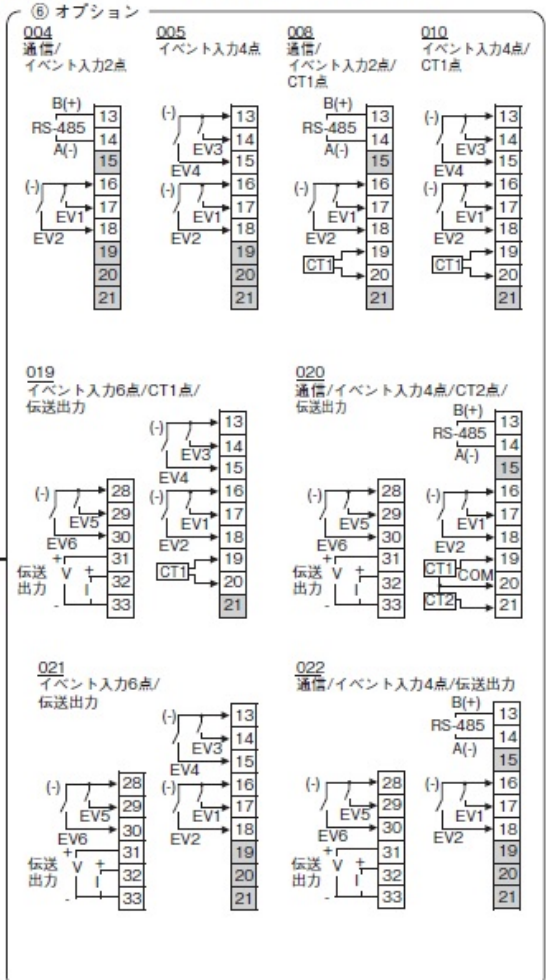 ⑥ オプション
004
通信/
イベント入力2点
B(+)
RS-485
A(-)
(-)
EV1
EV2
13
14
15
16
17
18
19
20
21
005
イベント入力4点
(-)
EV3
EV4
(-)
EV1
EV2
13
14
15
16
17
18
19
20
21
008
通信/
イベント入力2点/
CT1点
B(+)
RS-485
A(-)
(-)
EV1
EV2
CT1
13
14
15
16
17
18
19
20
21
010
イベント入力4点/
CT1点
(-)
EV3
EV4
(-)
EV1
EV2
CT1
13
14
15
16
17
18
19
20
21
019
イベント入力6点/CT1点/
伝送出力
(-)
EV5
EV6
+
V
+
I
-
伝送
出力
28
29
30
31
32
33
(-)
EV3
EV4
(-)
EV1
EV2
CT1
13
14
15
16
17
18
19
20
21
020
通信/イベント入力4点/CT2点/
伝送出力
(-)
EV5
EV6
+
V
+
I
-
伝送
出力
28
29
30
31
32
33
B(+)
RS-485
A(-)
(-)
EV1
EV2
CT1
COM
CT2
13
14
15
16
17
18
19
20
21
021
イベント入力6点/
伝送出力
(-)
EV5
EV6
+
V
+
I
-
伝送
出力
28
29
30
31
32
33
(-)
EV3
EV4
(-)
EV1
EV2
13
14
15
16
17
18
19
20
21
022
通信/イベント入力4点/伝送出力
(-)
EV5
EV6
+
V
+
I
-
伝送
出力
28
29
30
31
32
33
B(+)
RS-485
A(-)
(-)
EV1
EV2
13
14
15
16
17
18
19
20
21